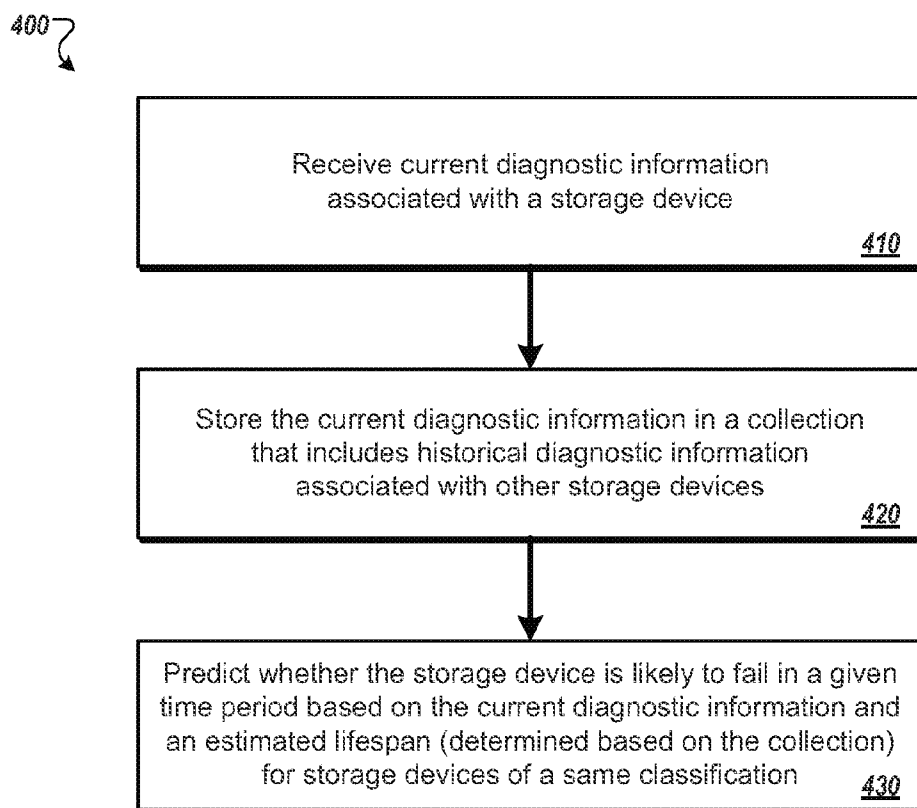 400
Receive current diagnostic information
associated with a storage device
410
Store the current diagnostic information in a collection
that includes historical diagnostic information
associated with other storage devices
420
Predict whether the storage device is likely to fail in a given
time period based on the current diagnostic information and
an estimated lifespan (determined based on the collection)
for storage devices of a same classification
430